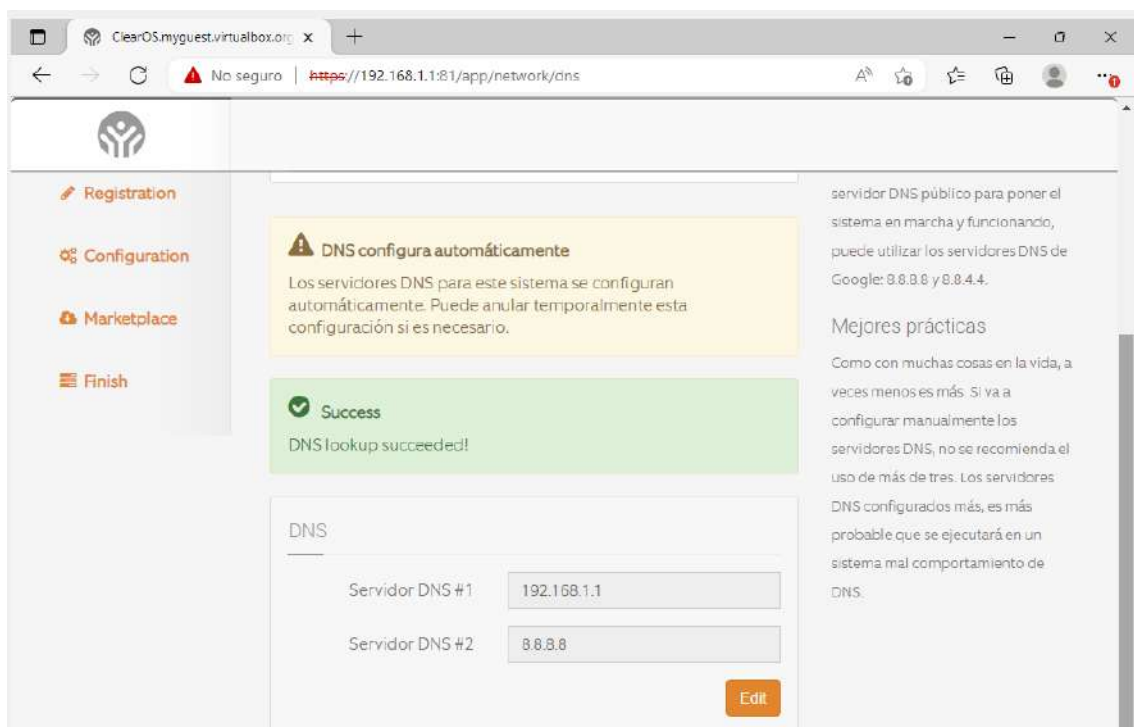 ClearOS.myguest.virtualbox.org
No seguro https://192.168.1.1:81/app/network/dns
Registration
Configuration
Marketplace
Finish
DNS configura automáticamente
Los servidores DNS para este sistema se configuran
automáticamente. Puede anular temporalmente esta
configuración si es necesario.
Success
DNS lookup succeeded!
DNS
Servidor DNS #1 192.168.1.1
Servidor DNS #2 8.8.8.8
Edit
servidor DNS público para poner el
sistema en marcha y funcionando,
puede utilizar los servidores DNS de
Google: 8.8.8.8 y 8.8.4.4.
Mejores prácticas
Como con muchas cosas en la vida, a
veces menos es más. Si va a
configurar manualmente los
servidores DNS, no se recomienda el
uso de más de tres. Los servidores
DNS configurados más, es más
probable que se ejecutará en un
sistema mal comportamiento de
DNS.